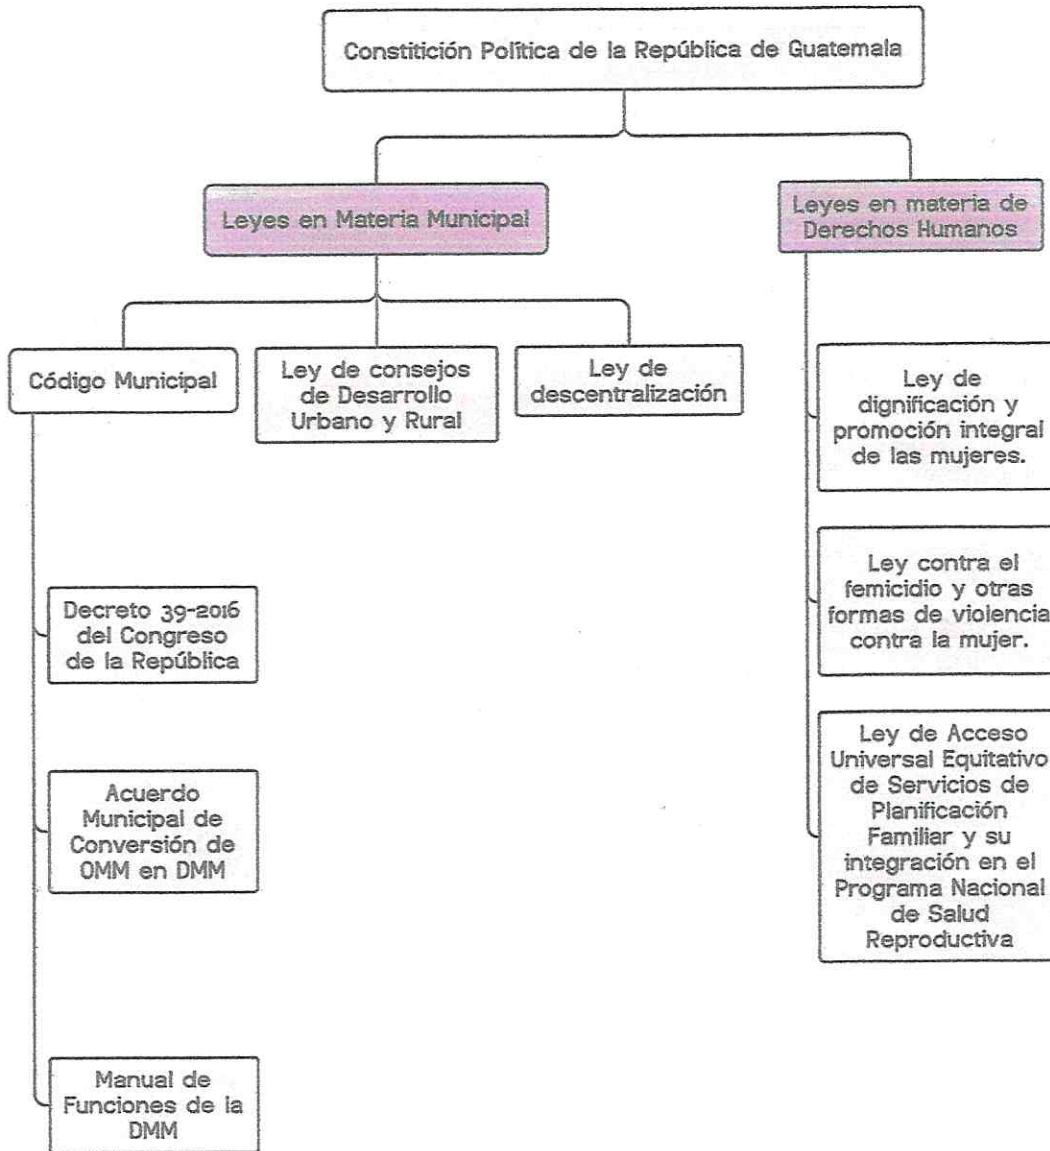 Constitición Política de la República de Guatemala
Leyes en Materia Municipal
Leyes en materia de
Derechos Humanos
Código Municipal
Ley de consejos
de Desarrollo
Urbano y Rural
Ley de
descentralización
Decreto 39-2016
del Congreso
de la República
Acuerdo
Municipal de
Conversión de
OMM en DMM
Manual de
Funciones de la
DMM
Ley de
dignificación y
promoción integral
de las mujeres.
Ley contra el
femicidio y otras
formas de violencia
contra la mujer.
Ley de Acceso
Universal Equitativo
de Servicios de
Planificación
Familiar y su
integración en el
Programa Nacional
de Salud
Reproductiva